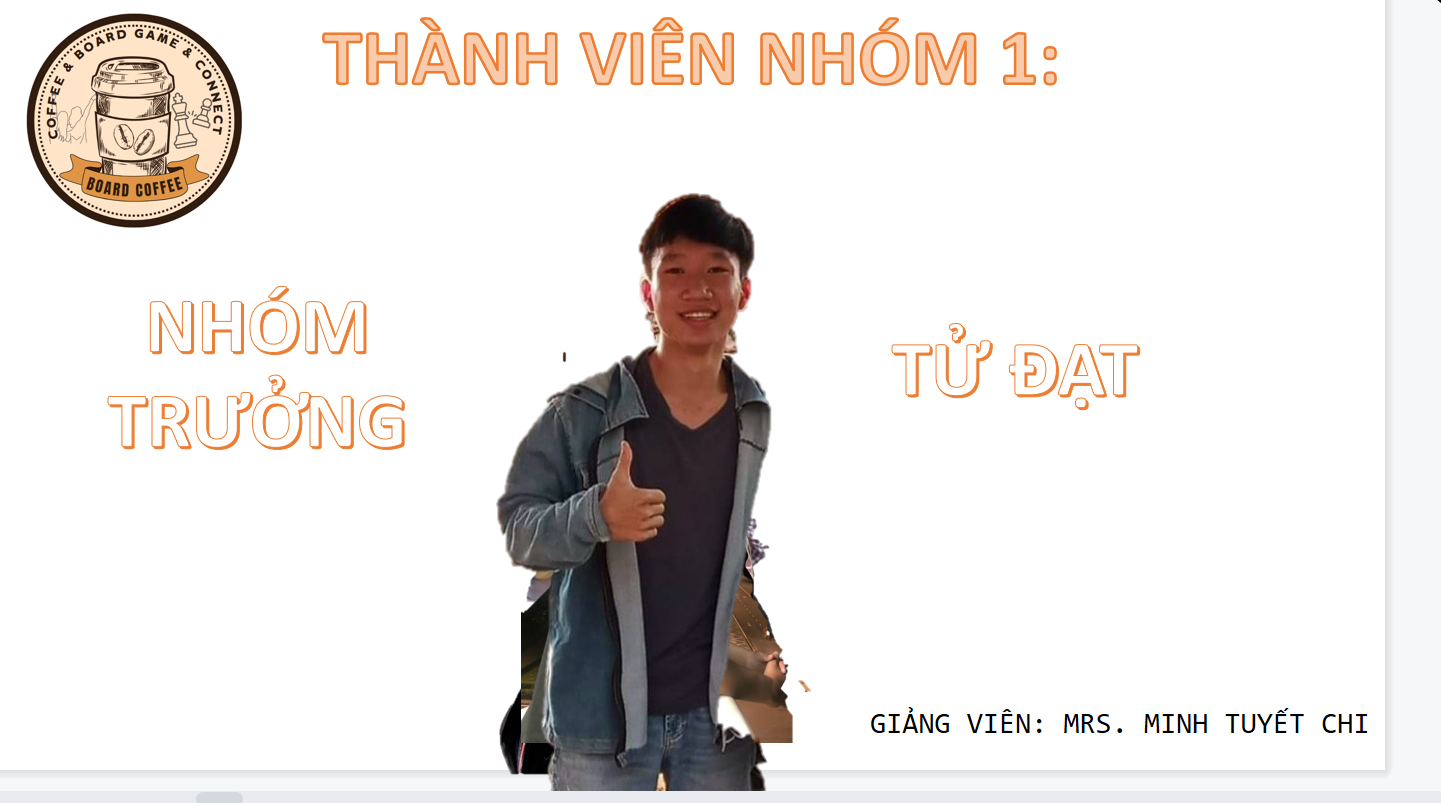 COFFEE & BOARD GAME & CONNECT
BOARD COFFEE
THÀNH VIÊN NHÓM 1:
NHÓM
TRƯỞNG
TỬ ĐẠT
GIẢNG VIÊN: MRS. MINH TUYẾT CHI